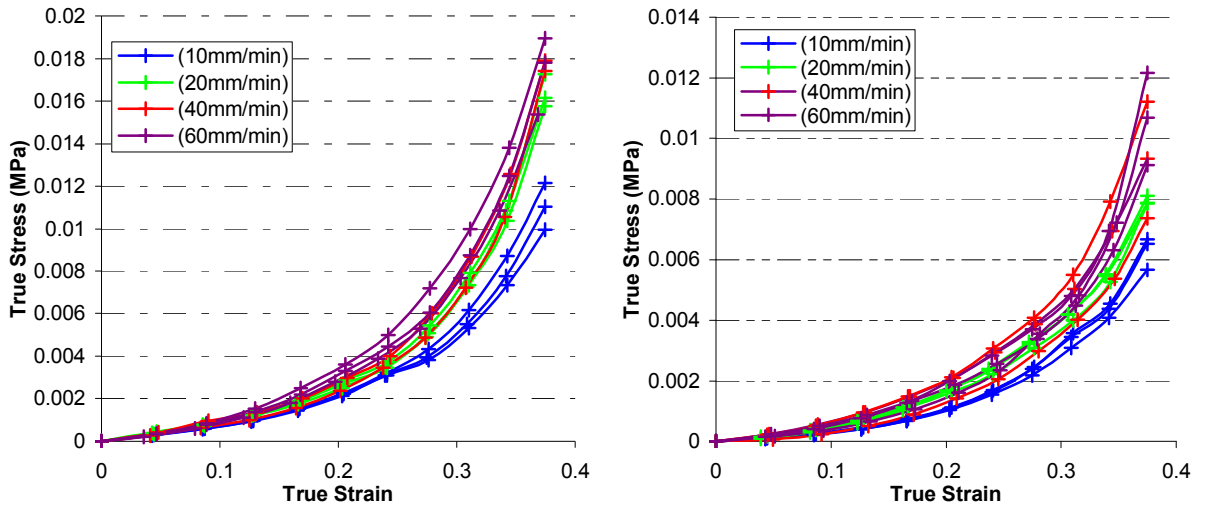 True Stress (MPa)
0.02
0.018
0.016
0.014
0.012
0.01
0.008
0.006
0.004
0.002
0
(10mm/min)
(20mm/min)
(40mm/min)
(60mm/min)
0 0.1 0.2 0.3 0.4
True Strain
True Stress (MPa)
0.014
0.012
0.01
0.008
0.006
0.004
0.002
0
(10mm/min)
(20mm/min)
(40mm/min)
(60mm/min)
0 0.1 0.2 0.3 0.4
True Strain